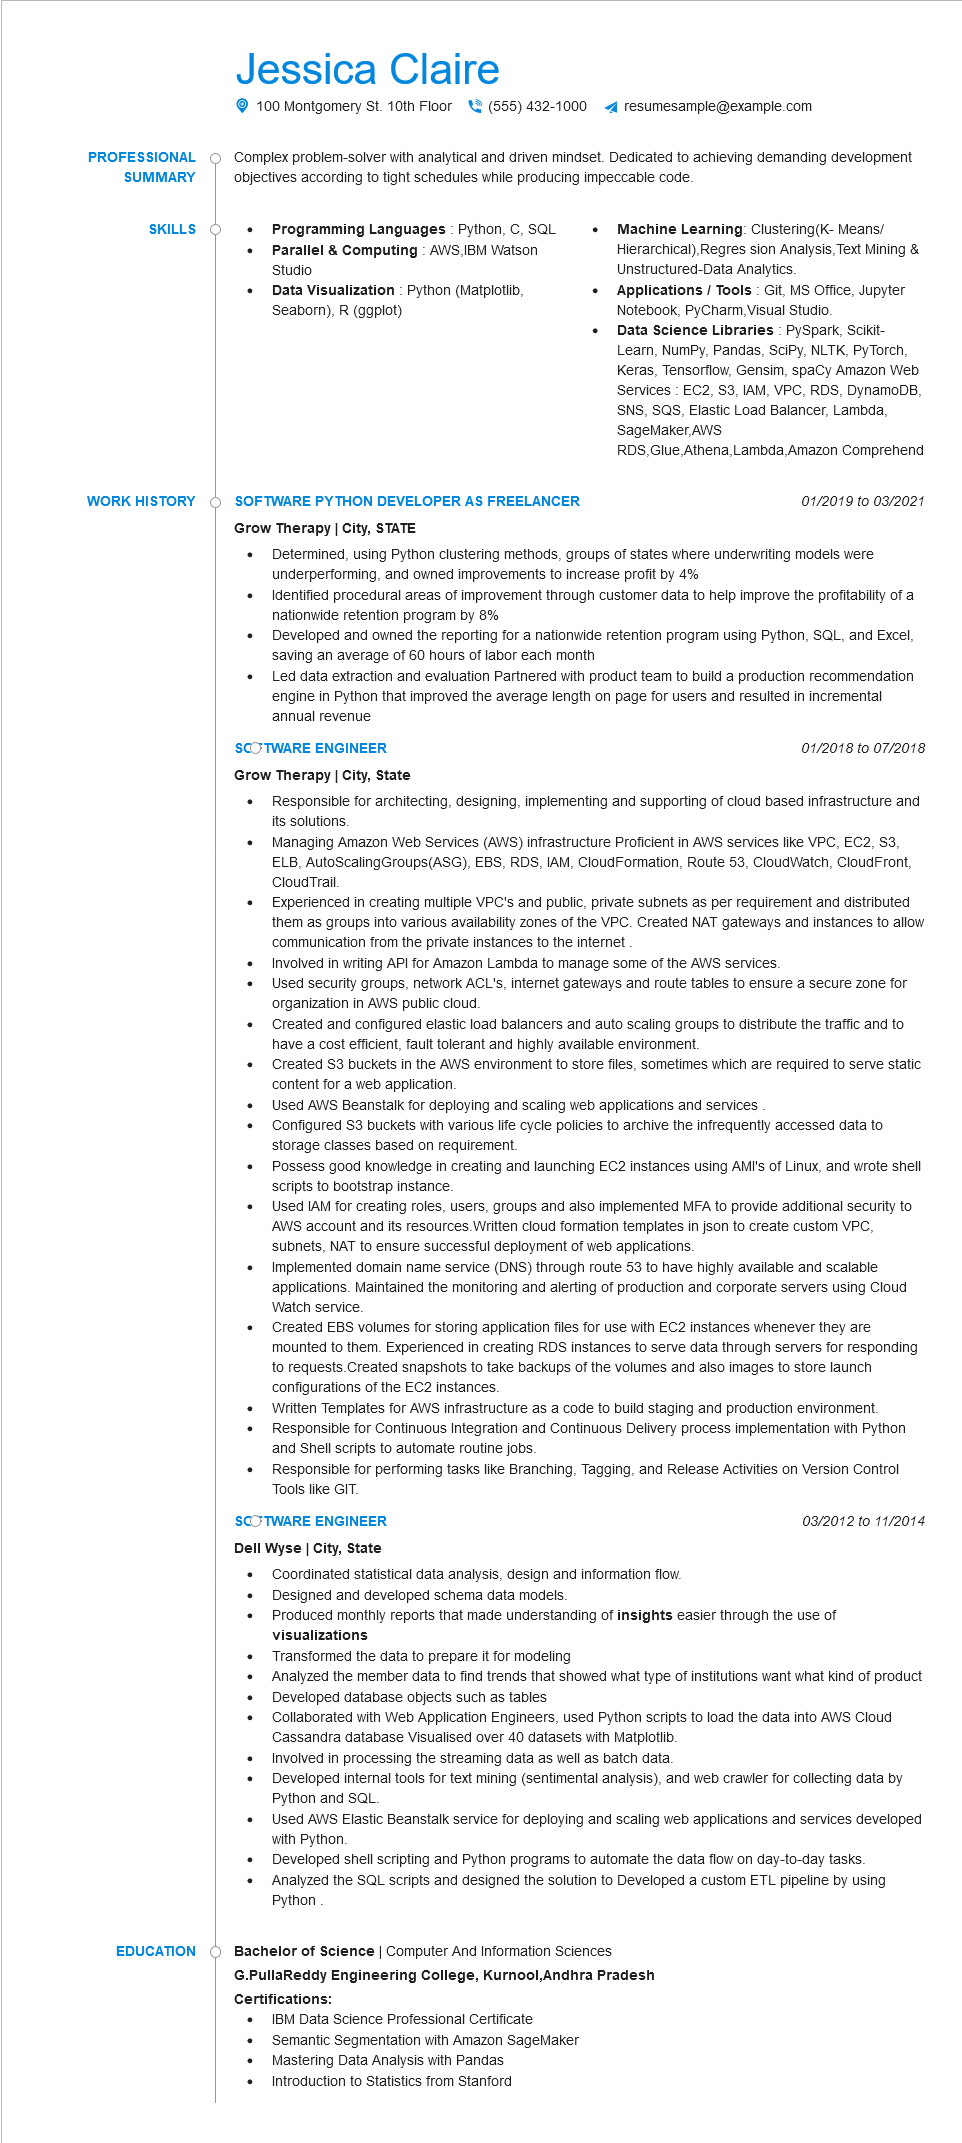 Jessica Claire
100 Montgomery St. 10th Floor (555) 432-1000 resumesample@example.com
PROFESSIONAL
SUMMARY
Complex problem-solver with analytical and driven mindset. Dedicated to achieving demanding development
objectives according to tight schedules while producing impeccable code.
SKILLS
• Programming Languages : Python, C, SQL
• Parallel & Computing : AWS,IBM Watson
Studio
• Data Visualization : Python (Matplotlib,
Seaborn), R (ggplot)
• Machine Learning: Clustering(K- Means/
Hierarchical),Regres sion Analysis,Text Mining &
Unstructured-Data Analytics.
• Applications / Tools : Git, MS Office, Jupyter
Notebook, PyCharm,Visual Studio.
• Data Science Libraries : PySpark, Scikit-
Learn, NumPy, Pandas, SciPy, NLTK, PyTorch,
Keras, Tensorflow, Gensim, spaCy Amazon Web
Services : EC2, S3, IAM, VPC, RDS, DynamoDB,
SNS, SQS, Elastic Load Balancer, Lambda,
SageMaker,AWS
RDS,Glue,Athena,Lambda,Amazon Comprehend
WORK HISTORY
SOFTWARE PYTHON DEVELOPER AS FREELANCER 01/2019 to 03/2021
Grow Therapy | City, STATE
• Determined, using Python clustering methods, groups of states where underwriting models were
underperforming, and owned improvements to increase profit by 4%
• Identified procedural areas of improvement through customer data to help improve the profitability of a
nationwide retention program by 8%
• Developed and owned the reporting for a nationwide retention program using Python, SQL, and Excel,
saving an average of 60 hours of labor each month
• Led data extraction and evaluation Partnered with product team to build a production recommendation
engine in Python that improved the average length on page for users and resulted in incremental
annual revenue
SOFTWARE ENGINEER 01/2018 to 07/2018
Grow Therapy | City, State
• Responsible for architecting, designing, implementing and supporting of cloud based infrastructure and
its solutions.
• Managing Amazon Web Services (AWS) infrastructure Proficient in AWS services like VPC, EC2, S3,
ELB, AutoScalingGroups(ASG), EBS, RDS, IAM, CloudFormation, Route 53, CloudWatch, CloudFront,
CloudTrail.
• Experienced in creating multiple VPC's and public, private subnets as per requirement and distributed
them as groups into various availability zones of the VPC. Created NAT gateways and instances to allow
communication from the private instances to the internet .
• Involved in writing API for Amazon Lambda to manage some of the AWS services.
• Used security groups, network ACL's, internet gateways and route tables to ensure a secure zone for
organization in AWS public cloud.
• Created and configured elastic load balancers and auto scaling groups to distribute the traffic and to
have a cost efficient, fault tolerant and highly available environment.
• Created S3 buckets in the AWS environment to store files, sometimes which are required to serve static
content for a web application.
• Used AWS Beanstalk for deploying and scaling web applications and services .
• Configured S3 buckets with various life cycle policies to archive the infrequently accessed data to
storage classes based on requirement.
• Possess good knowledge in creating and launching EC2 instances using AMI's of Linux, and wrote shell
scripts to bootstrap instance.
• Used IAM for creating roles, users, groups and also implemented MFA to provide additional security to
AWS account and its resources.Written cloud formation templates in json to create custom VPC,
subnets, NAT to ensure successful deployment of web applications.
• Implemented domain name service (DNS) through route 53 to have highly available and scalable
applications. Maintained the monitoring and alerting of production and corporate servers using Cloud
Watch service.
• Created EBS volumes for storing application files for use with EC2 instances whenever they are
mounted to them. Experienced in creating RDS instances to serve data through servers for responding
to requests.Created snapshots to take backups of the volumes and also images to store launch
configurations of the EC2 instances.
• Written Templates for AWS infrastructure as a code to build staging and production environment.
• Responsible for Continuous Integration and Continuous Delivery process implementation with Python
and Shell scripts to automate routine jobs.
• Responsible for performing tasks like Branching, Tagging, and Release Activities on Version Control
Tools like GIT.
SOFTWARE ENGINEER 03/2012 to 11/2014
Dell Wyse | City, State
• Coordinated statistical data analysis, design and information flow.
• Designed and developed schema data models.
• Produced monthly reports that made understanding of insights easier through the use of
visualizations
• Transformed the data to prepare it for modeling
• Analyzed the member data to find trends that showed what type of institutions want what kind of product
• Developed database objects such as tables
• Collaborated with Web Application Engineers, used Python scripts to load the data into AWS Cloud
Cassandra database Visualised over 40 datasets with Matplotlib.
• Involved in processing the streaming data as well as batch data.
• Developed internal tools for text mining (sentimental analysis), and web crawler for collecting data by
Python and SQL.
• Used AWS Elastic Beanstalk service for deploying and scaling web applications and services developed
with Python.
• Developed shell scripting and Python programs to automate the data flow on day-to-day tasks.
• Analyzed the SQL scripts and designed the solution to Developed a custom ETL pipeline by using
Python .
EDUCATION
Bachelor of Science | Computer And Information Sciences
G.PullaReddy Engineering College, Kurnool,Andhra Pradesh
Certifications:
• IBM Data Science Professional Certificate
• Semantic Segmentation with Amazon SageMaker
• Mastering Data Analysis with Pandas
• Introduction to Statistics from Stanford